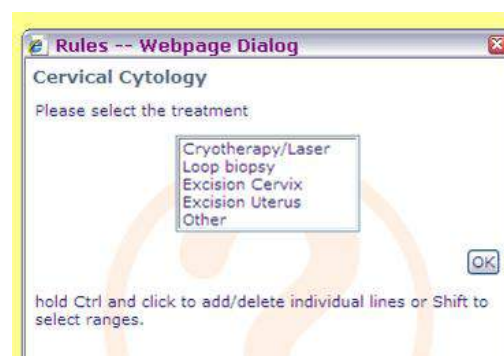 Rules -- Webpage Dialog
Cervical Cytology
Please select the treatment
Cryotherapy/Laser
Loop biopsy
Excision Cervix
Excision Uterus
Other
OK
hold Ctrl and click to add/delete individual lines or Shift to
select ranges.